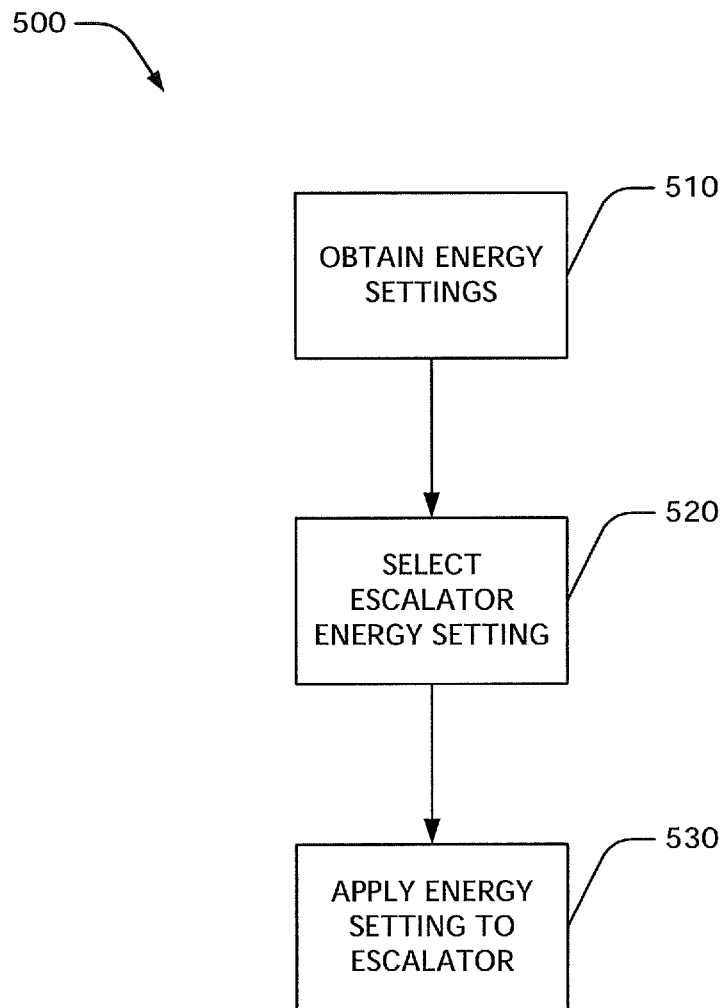 500
510
OBTAIN ENERGY
SETTINGS
520
SELECT
ESCALATOR
ENERGY SETTING
530
APPLY ENERGY
SETTING TO
ESCALATOR